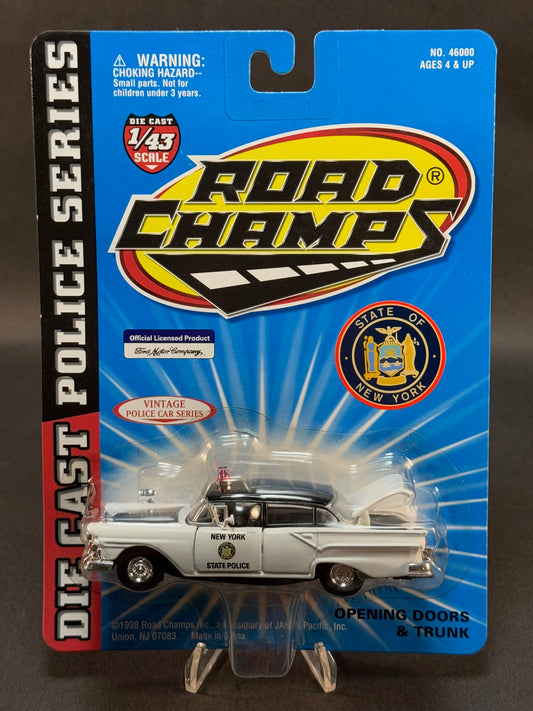 WARNING:
CHOKING HAZARD--
Small parts. Not for
children under 3 years.
NO. 46000
AGES 4 & UP
DIE CAST
1/43
SCALE
ROAD
CHAMPS®
DIE CAST POLICE SERIES
Official Licensed Product
Ford Motor Company,
STATE OF
NEW YORK
VINTAGE
POLICE CAR SERIES
NEW YORK
STATE POLICE
OPENING DOORS
& TRUNK
©1998 Road Champs Inc., a subsidiary of JAKKS Pacific, Inc.
Union, NJ 07083. Made in China.